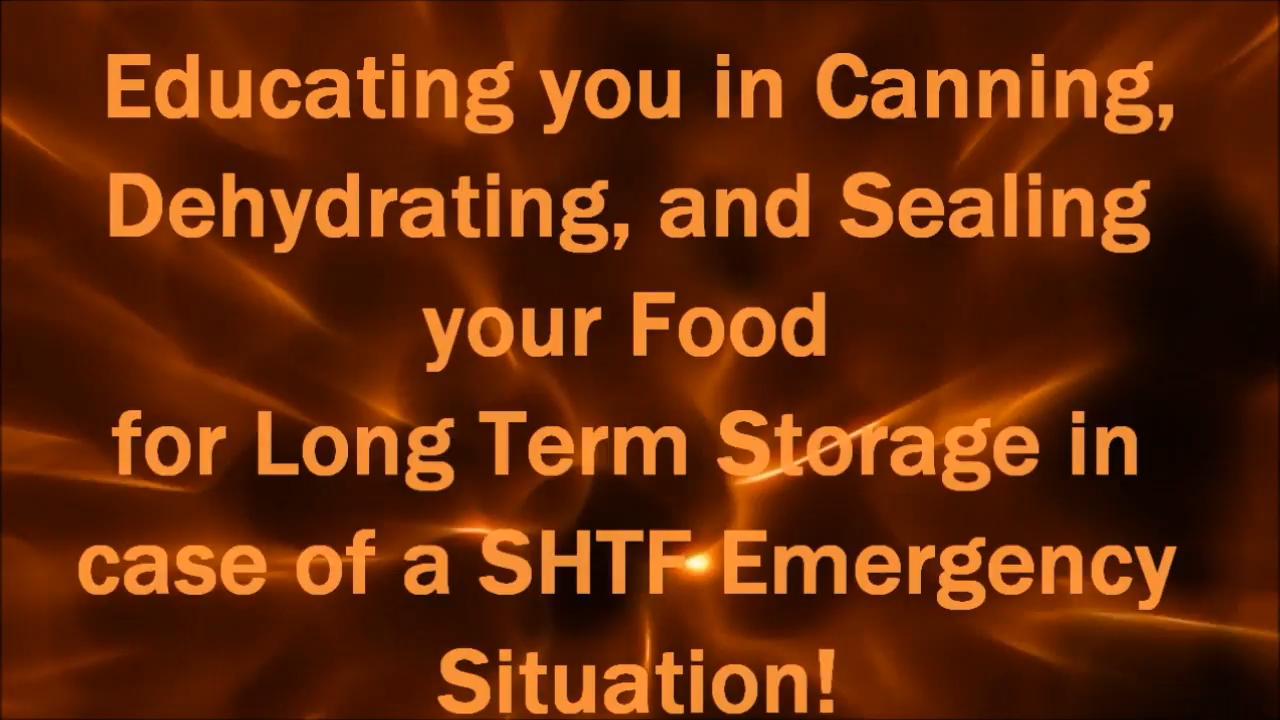 Educating you in Canning,
Dehydrating, and Sealing
your Food
for Long Term Storage in
case of a SHTF Emergency
Situation!